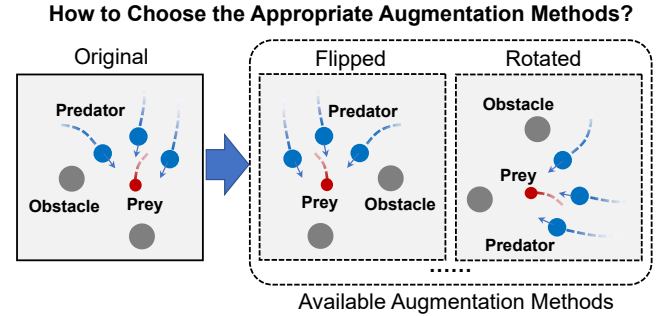 How to Choose the Appropriate Augmentation Methods?
Original
Flipped
Rotated
Predator
Obstacle
Prey
Predator
Prey
Obstacle
Obstacle
Prey
Predator
......
Available Augmentation Methods